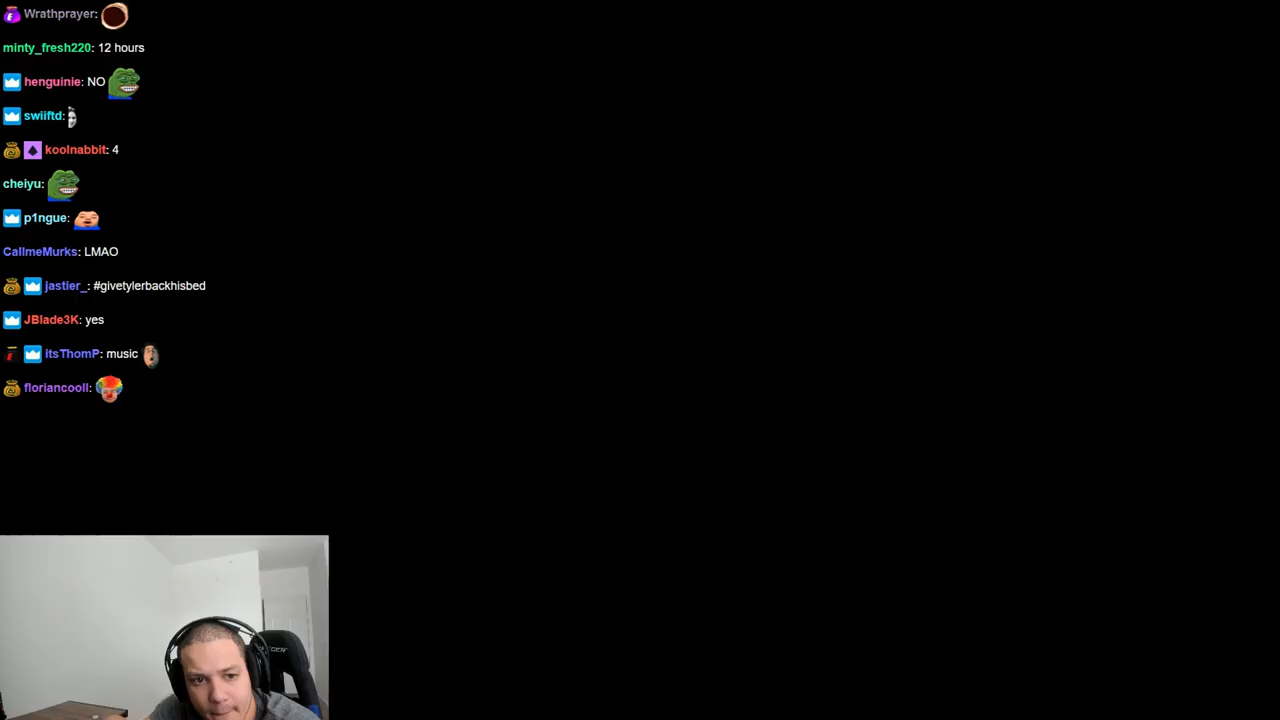 Wrathprayer:
minty_fresh220: 12 hours
henguinie: NO
swiiftd:
koolnabbit: 4
cheiyu:
p1ngue:
CallmeMurks: LMAO
jastier_: #givetylerbackhisbed
JBlade3K: yes
itsThomP: music
floriancooll: